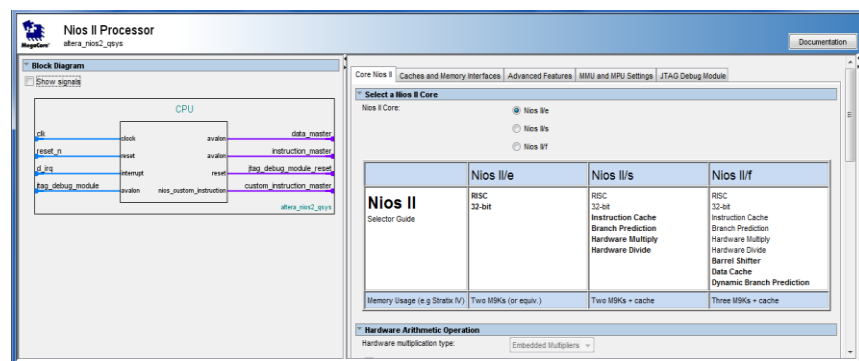 Nios II Processor
MegaCore'
altera_nios2_qsys
Documentation
Block Diagram
Show signals
CPU
clk
clock
avalon
data_master
reset_n
reset
avalon
instruction_master
d_irq
interrupt
reset
jtag_debug_module_reset
jtag_debug_module
avalon
nios_custom_instruction
custom_instruction_master
altera_nios2_qsys
Core Nios II
Caches and Memory Interfaces
Advanced Features
MMU and MPU Settings
JTAG Debug Module
Select a Nios II Core
Nios II Core:
Nios II/e
Nios II/s
Nios II/f
Nios II/e
Nios II/s
Nios II/f
Nios II
Selector Guide
RISC
32-bit
RISC
32-bit
Instruction Cache
Branch Prediction
Hardware Multiply
Hardware Divide
RISC
32-bit
Instruction Cache
Branch Prediction
Hardware Multiply
Hardware Divide
Barrel Shifter
Data Cache
Dynamic Branch Prediction
Memory Usage (e.g Stratix IV)
Two M9Ks (or equiv.)
Two M9Ks + cache
Three M9Ks + cache
Hardware Arithmetic Operation
Hardware multiplication type:
Embedded Multipliers